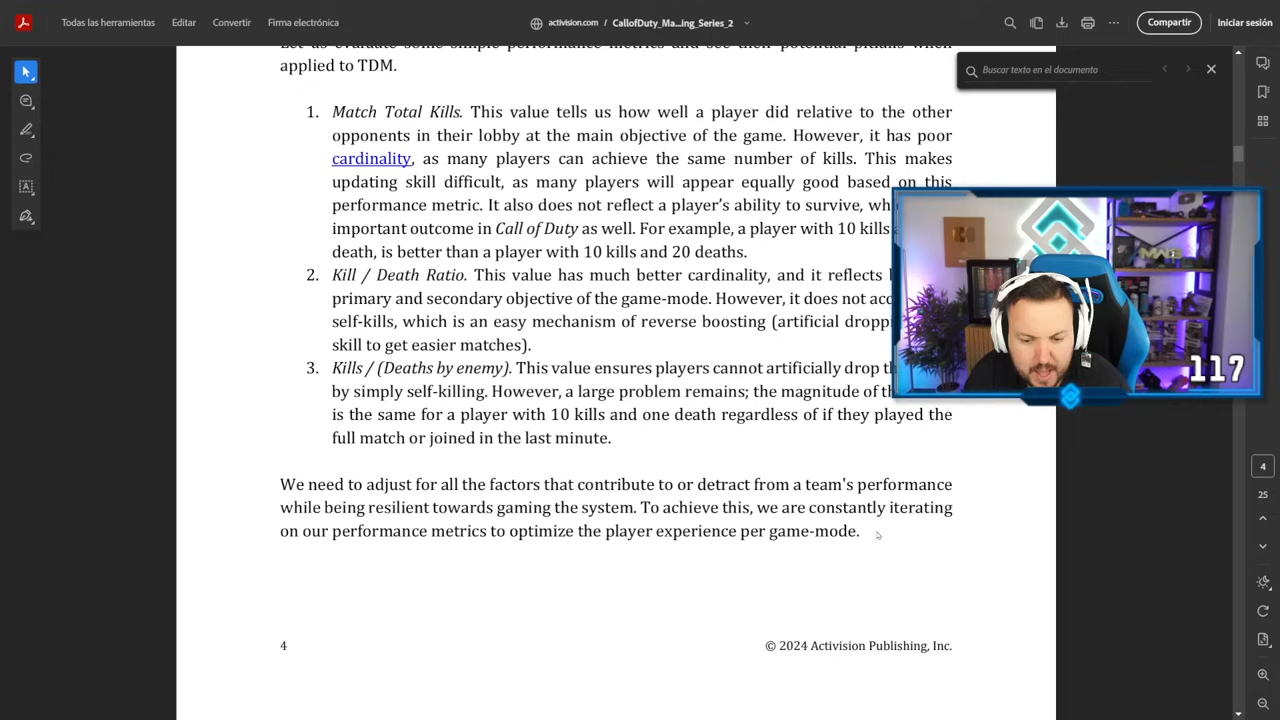 Todas las herramientas Editar Convertir Firma electrónica activision.com / CallofDuty_Ma...ing_Series_2 Compartir Iniciar sesión
Buscar texto en el documento
applied to TDM.
1. Match Total Kills. This value tells us how well a player did relative to the other
opponents in their lobby at the main objective of the game. However, it has poor
cardinality, as many players can achieve the same number of kills. This makes
updating skill difficult, as many players will appear equally good based on this
performance metric. It also does not reflect a player's ability to survive,
important outcome in Call of Duty as well. For example, a player with 10 kills
death, is better than a player with 10 kills and 20 deaths.
2. Kill / Death Ratio. This value has much better cardinality, and it reflects
primary and secondary objective of the game-mode. However, it does not
self-kills, which is an easy mechanism of reverse boosting (artificial
skill to get easier matches).
3. Kills / (Deaths by enemy). This value ensures players cannot artificially drop
by simply self-killing. However, a large problem remains; the magnitude of
is the same for a player with 10 kills and one death regardless of if they played the
full match or joined in the last minute.
We need to adjust for all the factors that contribute to or detract from a team's performance
while being resilient towards gaming the system. To achieve this, we are constantly iterating
on our performance metrics to optimize the player experience per game-mode.
4 © 2024 Activision Publishing, Inc.
117
4
25